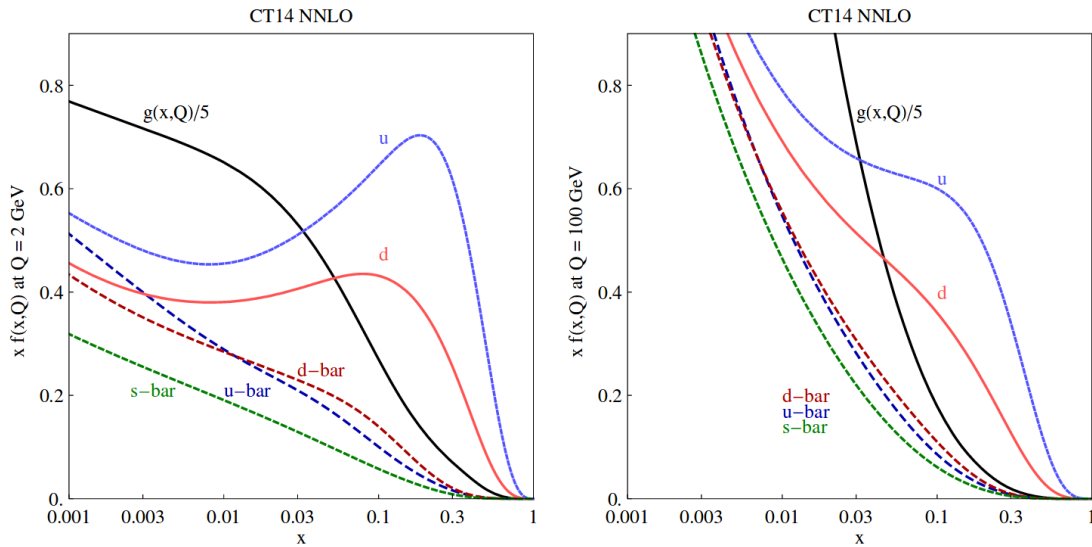 CT14 NNLO
x f(x,Q)) at Q = 2 GeV
0.8
0.6
0.4
0.2
0.
g(x,Q)/5
u
d
d-bar
s-bar u-bar
0.001 0.003 0.01 0.03 0.1 0.3 1
x
CT14 NNLO
x f(x,Q)) at Q = 100 GeV
0.8
0.6
0.4
0.2
0.
g(x,Q)/5
u
d
d-bar
u-bar
s-bar
0.001 0.003 0.01 0.03 0.1 0.3 1
x